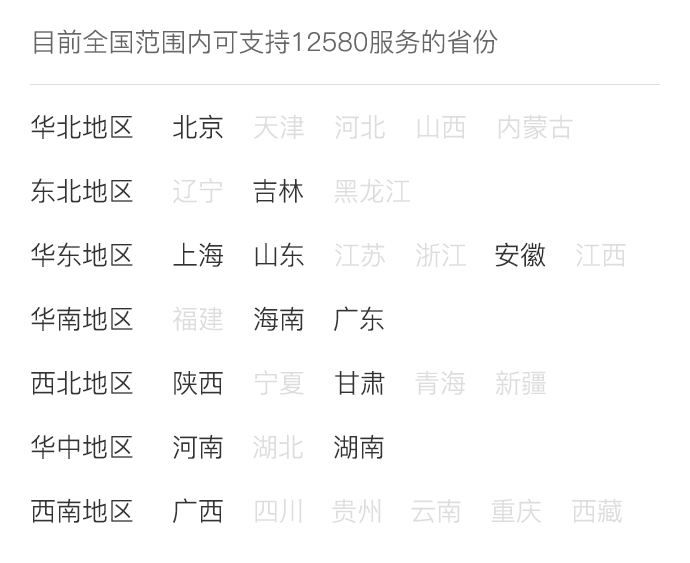 目前全国范围内可支持12580服务的省份
华北地区 北京 天津 河北 山西 内蒙古
东北地区 辽宁 吉林 黑龙江
华东地区 上海 山东 江苏 浙江 安徽 江西
华南地区 福建 海南 广东
西北地区 陕西 宁夏 甘肃 青海 新疆
华中地区 河南 湖北 湖南
西南地区 广西 四川 贵州 云南 重庆 西藏